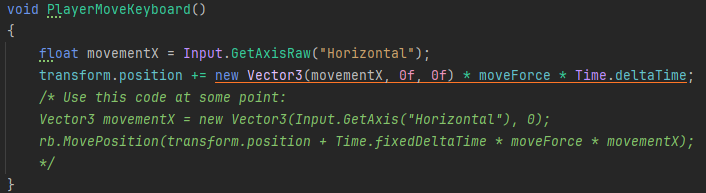 void PlayerMoveKeyboard()
{
    float movementX = Input.GetAxisRaw("Horizontal");
    transform.position += new Vector3(movementX, 0f, 0f) * moveForce * Time.deltaTime;
    /* Use this code at some point:
    Vector3 movementX = new Vector3(Input.GetAxis("Horizontal"), 0);
    rb.MovePosition(transform.position + Time.fixedDeltaTime * moveForce * movementX);
    */
}